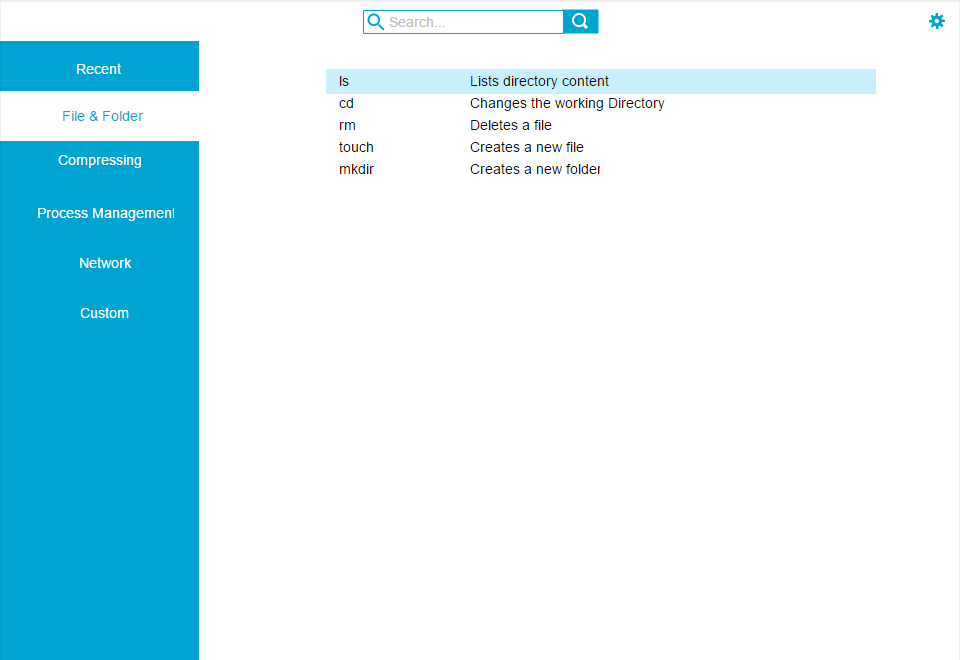 Search...
Recent
File & Folder
Compressing
Process Management
Network
Custom
ls Lists directory content
cd Changes the working Directory
rm Deletes a file
touch Creates a new file
mkdir Creates a new folder